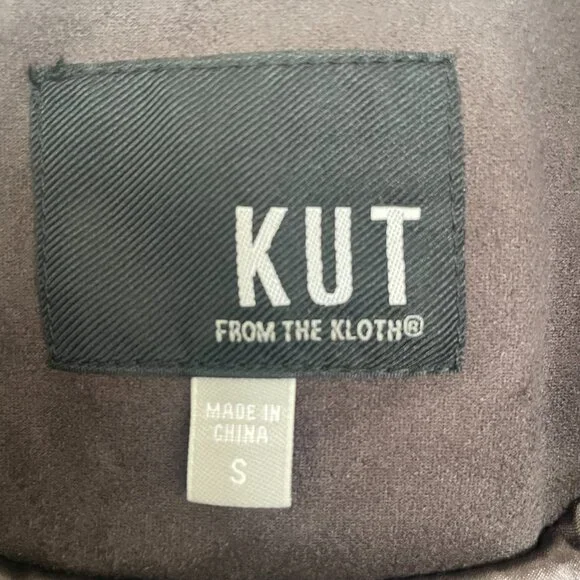 KUT
FROM THE KLOTH®
MADE IN
CHINA
S